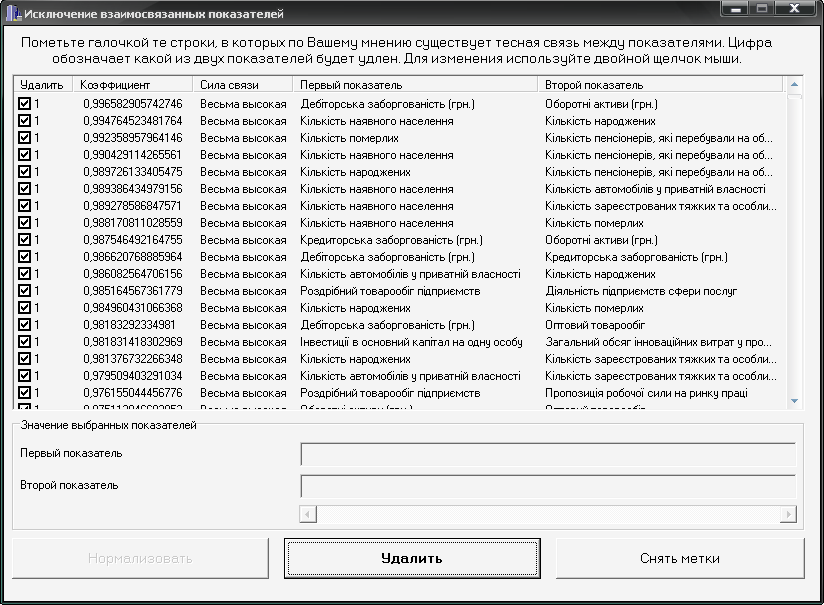 Исключение взаимосвязанных показателей
Пометьте галочкой те строки, в которых по Вашему мнению существует тесная связь между показателями. Цифра
обозначает какой из двух показателей будет удлен. Для изменения используйте двойной щелчок мыши.
Удалить Коэффициент Сила связи Первый показатель Второй показатель
1 0,996582905742746 Весьма высокая Дебіторська заборгованість (грн.) Оборотні активи (грн.)
1 0,994764523481764 Весьма высокая Кількість наявного населення Кількість народжених
1 0,992358957964146 Весьма высокая Кількість померлих Кількість пенсіонерів, які перебували на об...
1 0,990429114265561 Весьма высокая Кількість наявного населення Кількість пенсіонерів, які перебували на об...
1 0,989726133405475 Весьма высокая Кількість народжених Кількість пенсіонерів, які перебували на об...
1 0,989386434979156 Весьма высокая Кількість наявного населення Кількість автомобілів у приватній власності
1 0,989278586847571 Весьма высокая Кількість наявного населення Кількість зареєстрованих тяжких та особли...
1 0,988170811028559 Весьма высокая Кількість наявного населення Кількість померлих
1 0,987546492164755 Весьма высокая Кредиторська заборгованість (грн.) Оборотні активи (грн.)
1 0,986620768885964 Весьма высокая Дебіторська заборгованість (грн.) Кредиторська заборгованість (грн.)
1 0,986082564706156 Весьма высокая Кількість автомобілів у приватній власності Кількість народжених
1 0,985164567361779 Весьма высокая Роздрібний товарообіг підприємств Діяльність підприємств сфери послуг
1 0,984960431066368 Весьма высокая Кількість народжених Кількість померлих
1 0,98183292334981 Весьма высокая Дебіторська заборгованість (грн.) Оптовий товарообіг
1 0,981831418302969 Весьма высокая Інвестиції в основний капітал на одну особу Загальний обсяг інноваційних витрат у про...
1 0,981376732266348 Весьма высокая Кількість народжених Кількість зареєстрованих тяжких та особли...
1 0,979509403291034 Весьма высокая Кількість автомобілів у приватній власності Кількість зареєстрованих тяжких та особли...
1 0,976155044456776 Весьма высокая Роздрібний товарообіг підприємств Пропозиція робочої сили на ринку праці
Значение выбранных показателей
Первый показатель
Второй показатель
Нормализовать Удалить Снять метки